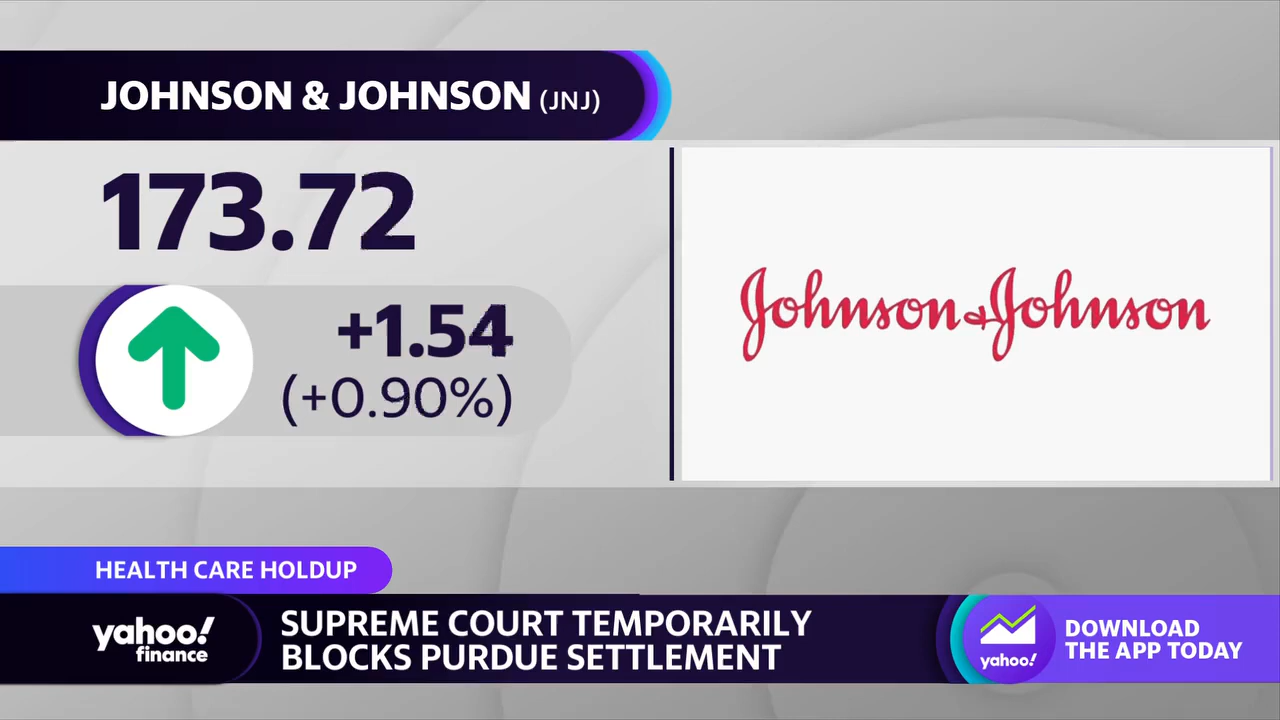 JOHNSON & JOHNSON (JNJ)
173.72
+1.54
(+0.90%)
Johnson & Johnson
HEALTH CARE HOLDUP
yahoo!
finance
SUPREME COURT TEMPORARILY
BLOCKS PURDUE SETTLEMENT
yahoo!
DOWNLOAD
THE APP TODAY